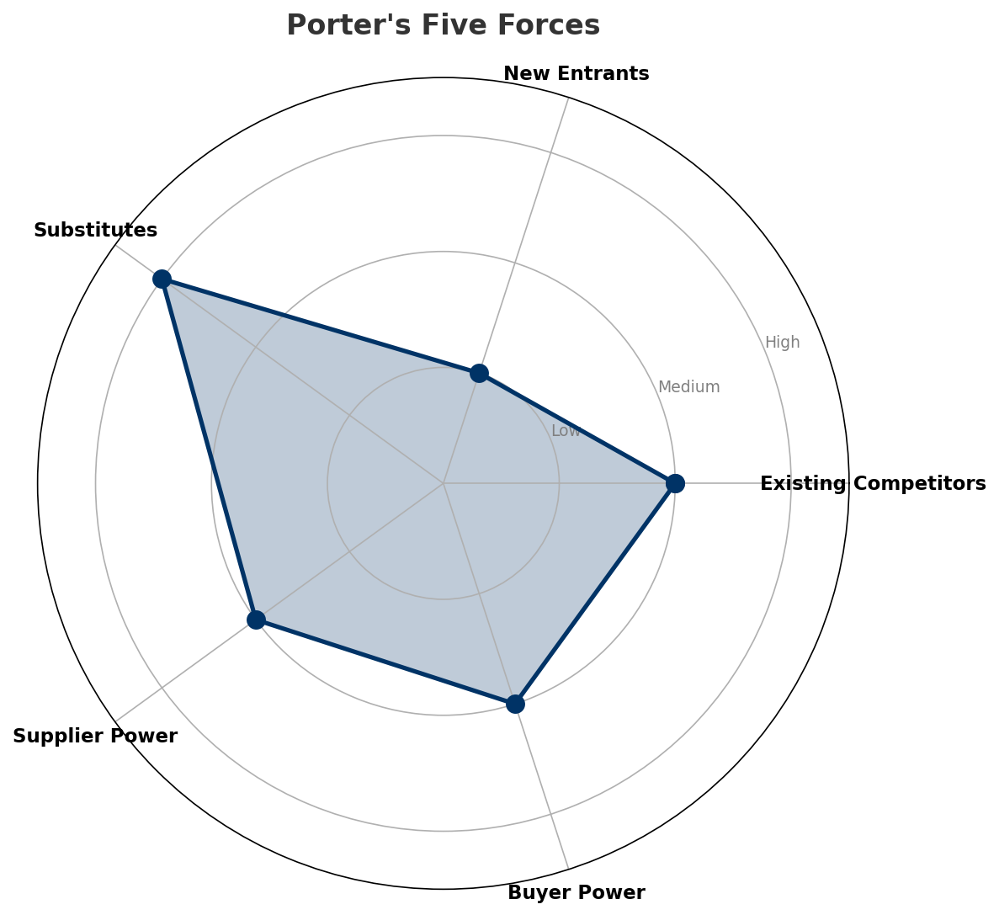 Porter's Five Forces
New Entrants
Substitutes
High
Medium
Low
Existing Competitors
Supplier Power
Buyer Power